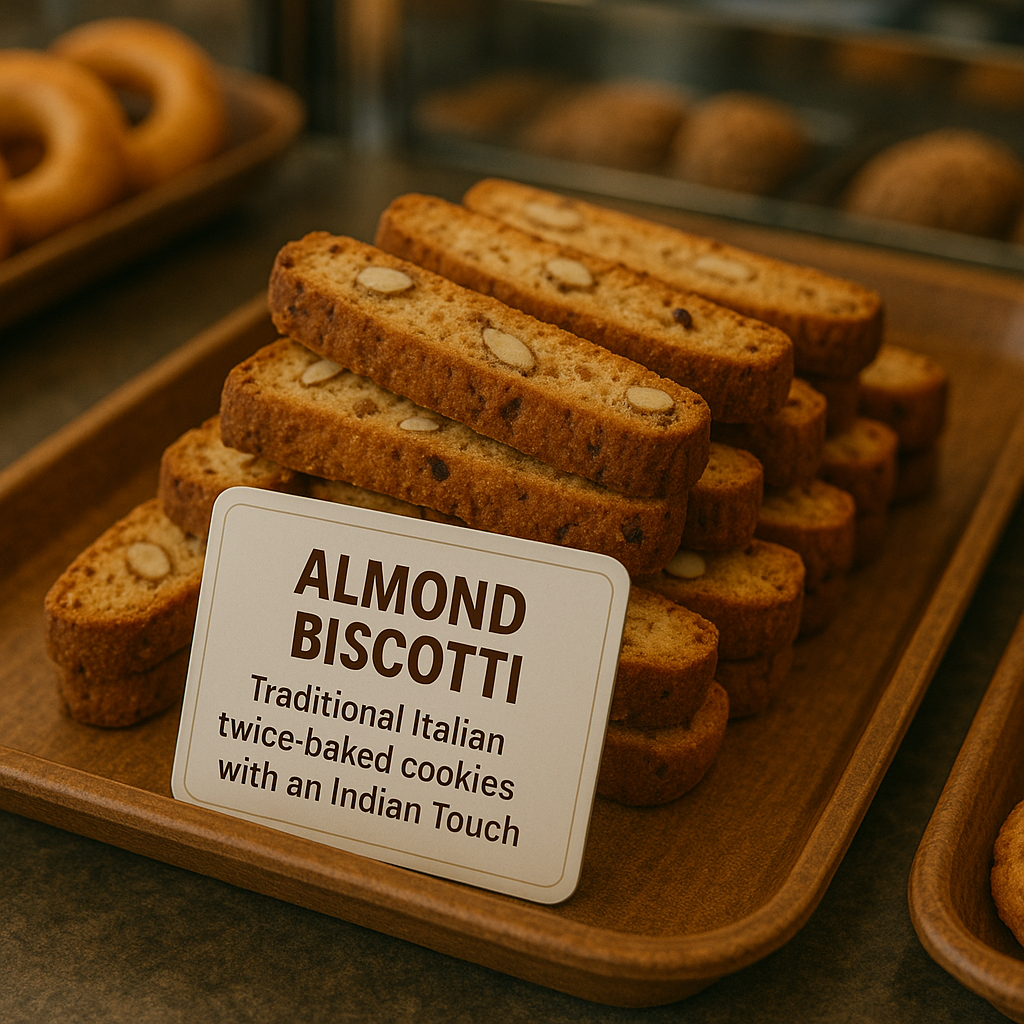 ALMOND
BISCOTTI
Traditional Italian
twice-baked cookies
with an Indian Touch